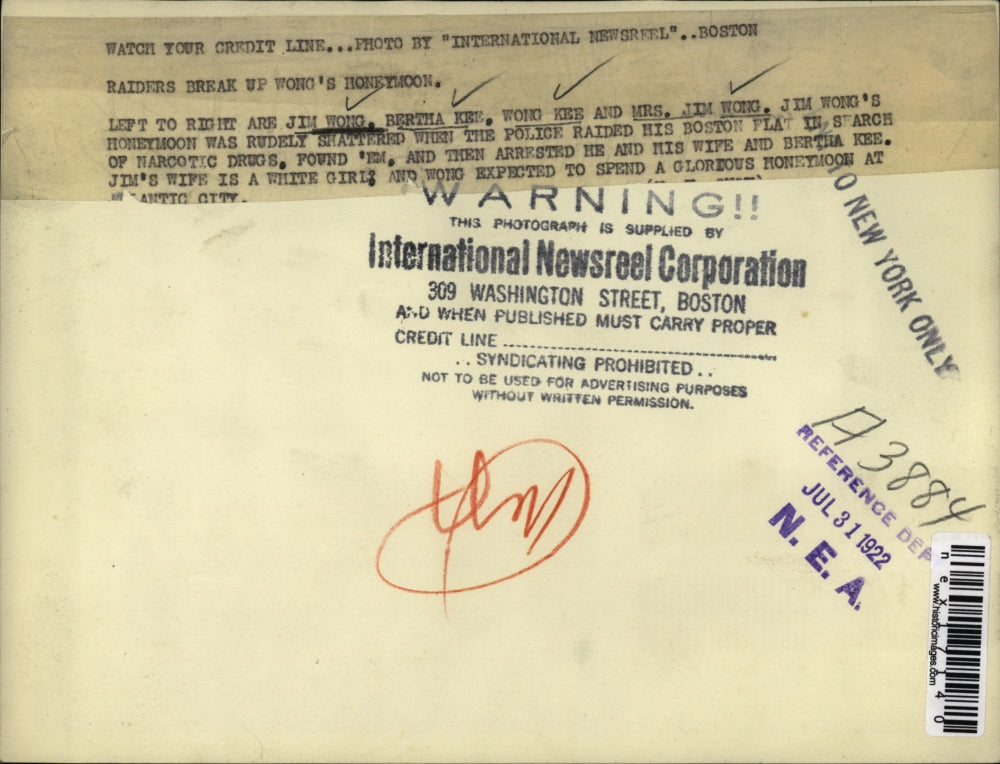 WATCH YOUR CREDIT LINE...PHOTO BY "INTERNATIONAL NEWSREEL"..BOSTON
RAIDERS BREAK UP WONG'S HONEYMOON.
LEFT TO RIGHT ARE JIM WONG, BERTHA KEE, WONG KEE AND MRS. JIM WONG. JIM WONG'S
HONEYMOON WAS RUDELY SHATTERED WHEN THE POLICE RAIDED HIS BOSTON FLAT IN SEARCH
OF NARCOTIC DRUGS, FOUND 'EM, AND THEN ARRESTED HE AND HIS WIFE AND BERTHA KEE.
JIM'S WIFE IS A WHITE GIRL; AND WONG EXPECTED TO SPEND A GLORIOUS HONEYMOON AT
ATLANTIC CITY.
WARNING!!
THIS PHOTOGRAPH IS SUPPLIED BY
International Newsreel Corporation
309 WASHINGTON STREET, BOSTON
AND WHEN PUBLISHED MUST CARRY PROPER
CREDIT LINE
..SYNDICATING PROHIBITED..
NOT TO BE USED FOR ADVERTISING PURPOSES
WITHOUT WRITTEN PERMISSION.
TO NEW YORK ONLY
A3884
REFERENCE DEP
JUL 31 1922
N. E. A.
nex17140
www.historicimages.com